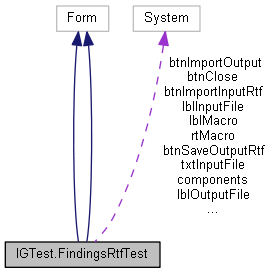 Form
System
btnImportOutput
btnClose
btnImportInputRtf
lblInputFile
lblMacro
rtMacro
btnSaveOutputRtf
txtInputFile
components
lblOutputFile
...
IGTest.FindingsRtfTest